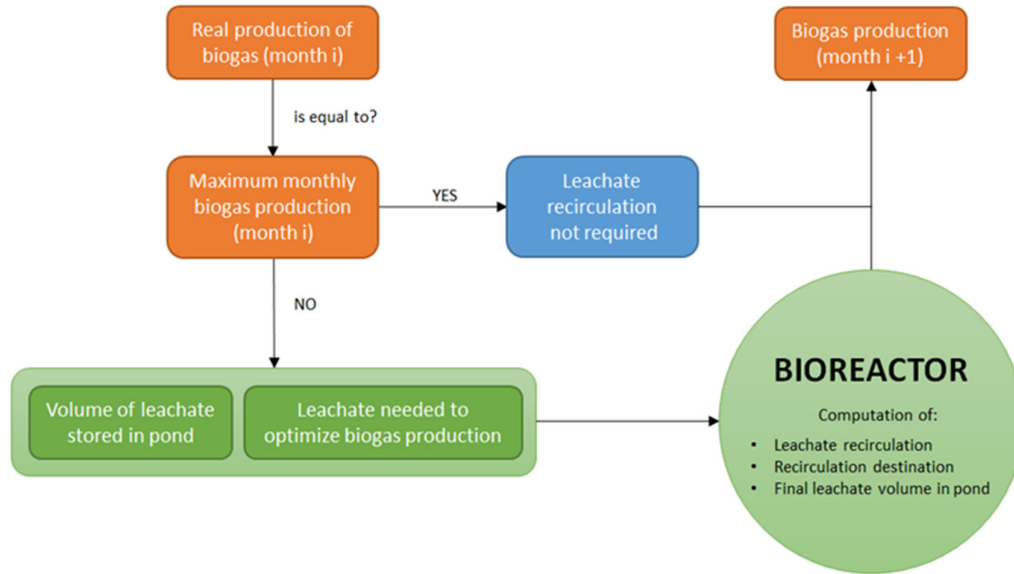 Real production of
biogas (month i)
is equal to?
Maximum monthly
biogas production
(month i)
YES
Leachate
recirculation
not required
Biogas production
(month i +1)
NO
Volume of leachate
stored in pond
Leachate needed to
optimize biogas production
BIOREACTOR
Computation of:
• Leachate recirculation
• Recirculation destination
• Final leachate volume in pond